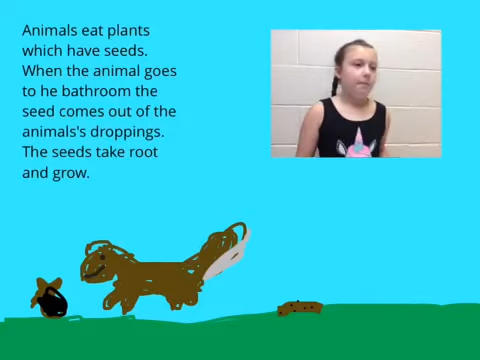 Animals eat plants
which have seeds.
When the animal goes
to he bathroom the
seed comes out of the
animals's droppings.
The seeds take root
and grow.